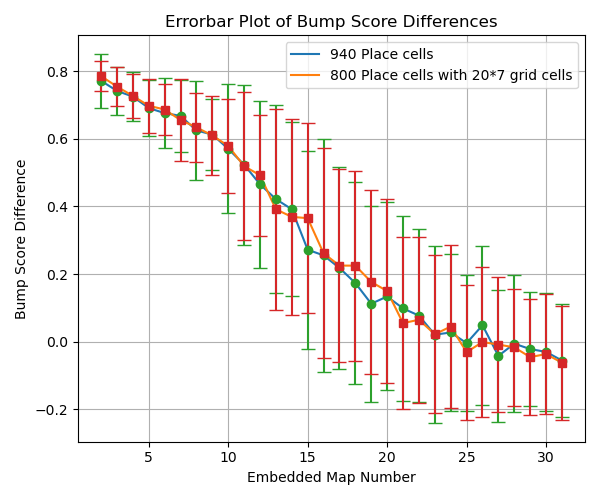 Errorbar Plot of Bump Score Differences
940 Place cells
800 Place cells with 20*7 grid cells
Bump Score Difference
0.8
0.6
0.4
0.2
0.0
−0.2
5 10 15 20 25 30
Embedded Map Number